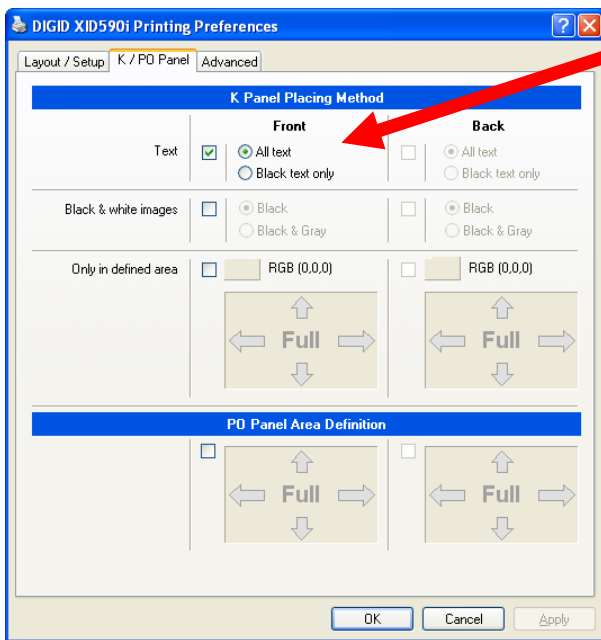 DIGID XID590i Printing Preferences
Layout / Setup K / PO Panel Advanced
K Panel Placing Method
Front Back
Text All text All text
Black text only Black text only
Black & white images Black Black
Black & Gray Black & Gray
Only in defined area RGB (0,0,0) RGB (0,0,0)
Full Full
PO Panel Area Definition
Full Full
OK Cancel Apply